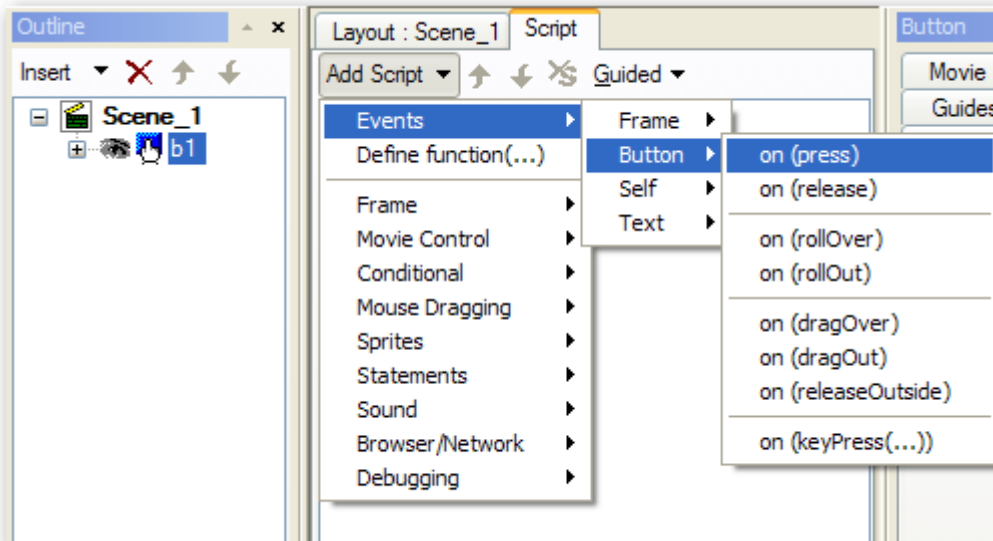 Outline
Insert
Scene_1
b1
Layout : Scene_1
Script
Add Script
Guided
Events
Define function(...)
Frame
Movie Control
Conditional
Mouse Dragging
Sprites
Statements
Sound
Browser/Network
Debugging
Frame
Button
Self
Text
on (press)
on (release)
on (rollOver)
on (rollOut)
on (dragOver)
on (dragOut)
on (releaseOutside)
on (keyPress(...))
Button
Movie
Guides